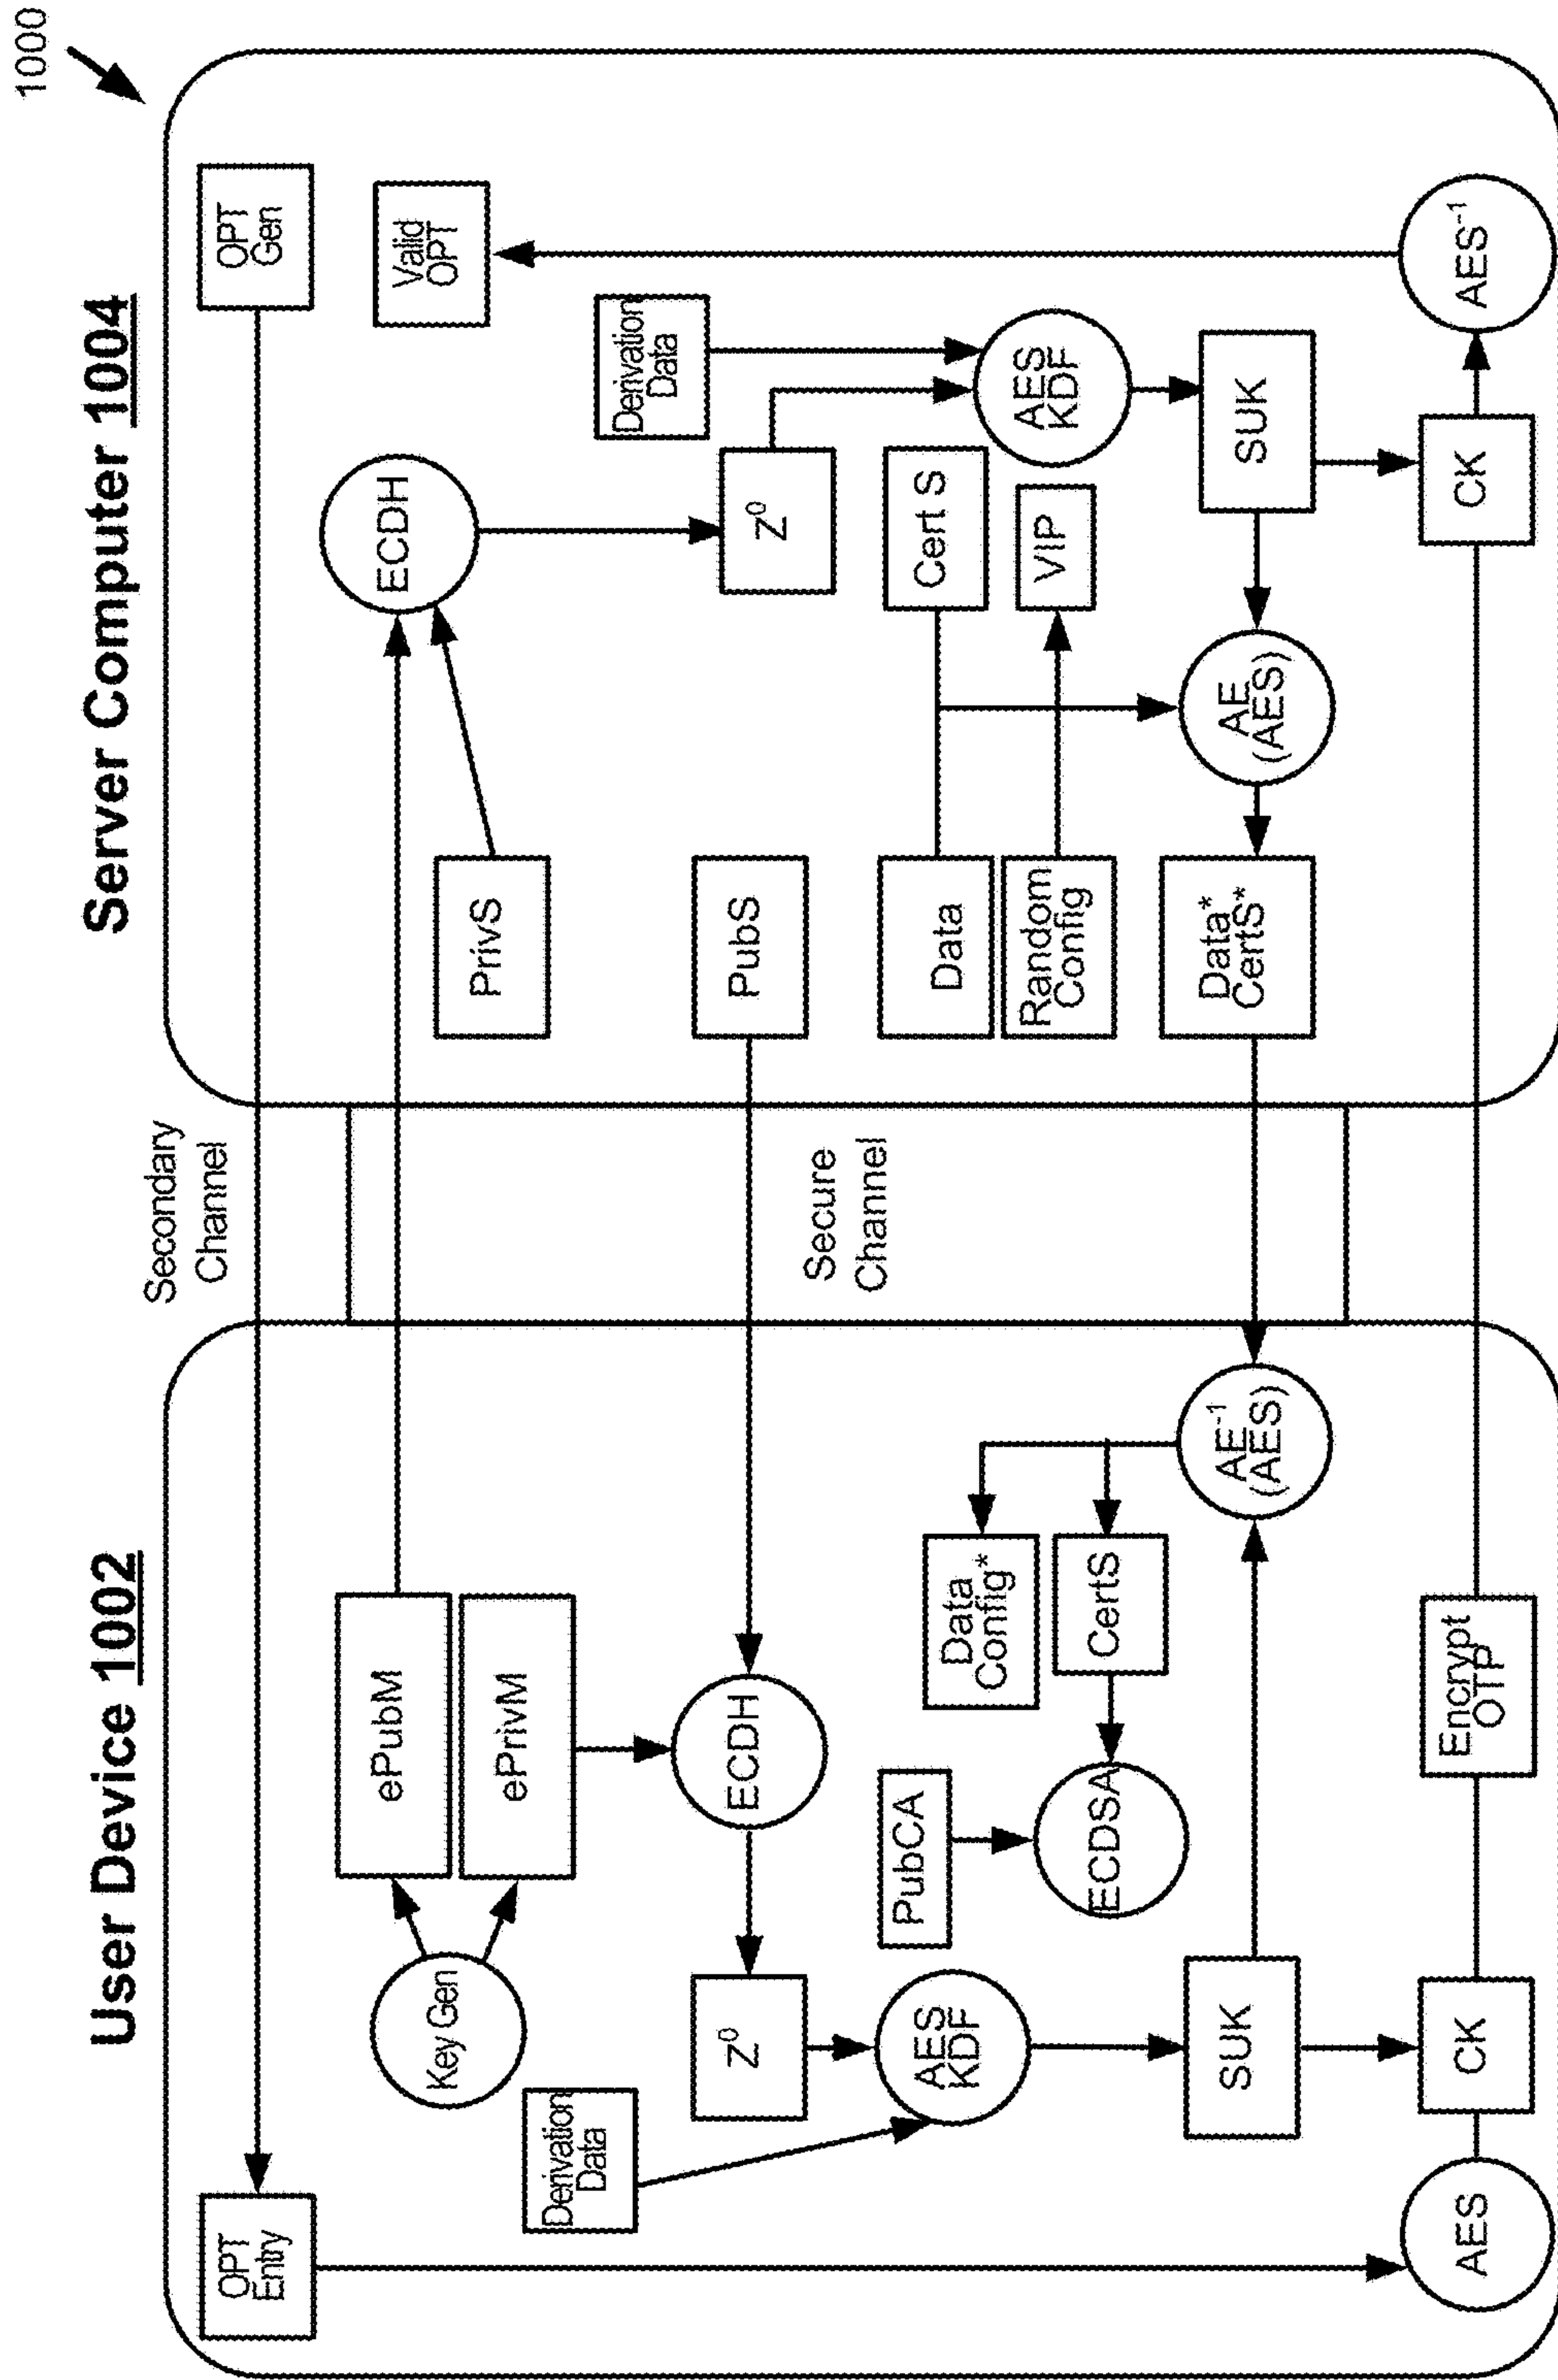 1000
User Device 1002
Server Computer 1004
Secondary
Channel
OPT
Entry
OPT
Gen
Key Gen
ePubM
ePrivM
ECDH
Valid
OPT
PrivS
Derivation
Data
Derivation
Data
Z⁰
ECDH
PubS
Z⁰
Secure
Channel
AES
KDF
PubCA
Data
Config*
Data
Cert S
AES
KDF
ECDSA
CertS
Random
Config
VIP
SUK
AE⁻¹
(AES)
Data*
CertS*
AE
(AES)
SUK
AES
CK
Encrypt
OTP
CK
AES⁻¹